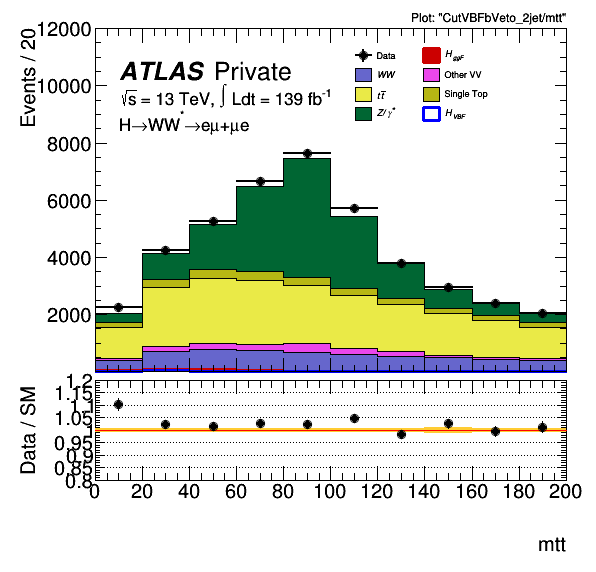 Plot: "CutVBFbVeto_2jet/mtt"
Events / 20
12000
10000
8000
6000
4000
2000
ATLAS Private
√s = 13 TeV, ∫ Ldt = 139 fb⁻¹
H→WW*→eμ+μe
Data
H ggF
WW
Other VV
tt̅
Single Top
Z/γ*
H VBF
Data / SM
1.2
1.15
1.1
1.05
1
0.95
0.9
0.85
0.8
0 20 40 60 80 100 120 140 160 180 200
mtt